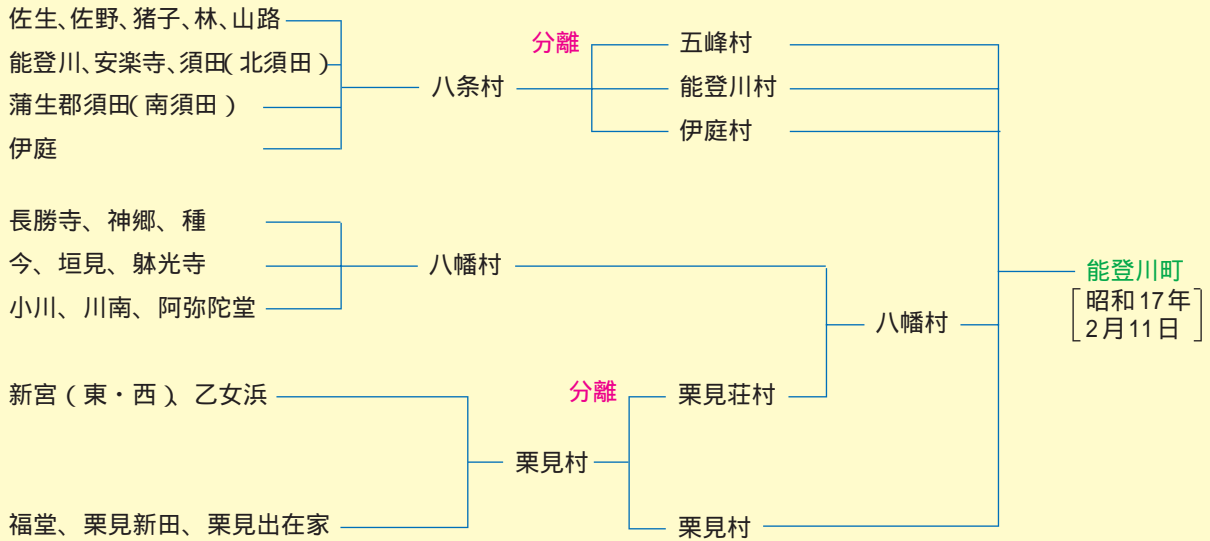 佐生、佐野、猪子、林、山路
能登川、安楽寺、須田(北須田)
蒲生郡須田(南須田)
伊庭
八条村
分離
五峰村
能登川村
伊庭村
長勝寺、神郷、種
今、垣見、躰光寺
小川、川南、阿弥陀堂
八幡村
八幡村
能登川町
昭和17年
2月11日
新宮(東・西)、乙女浜
福堂、栗見新田、栗見出在家
栗見村
分離
栗見荘村
栗見村